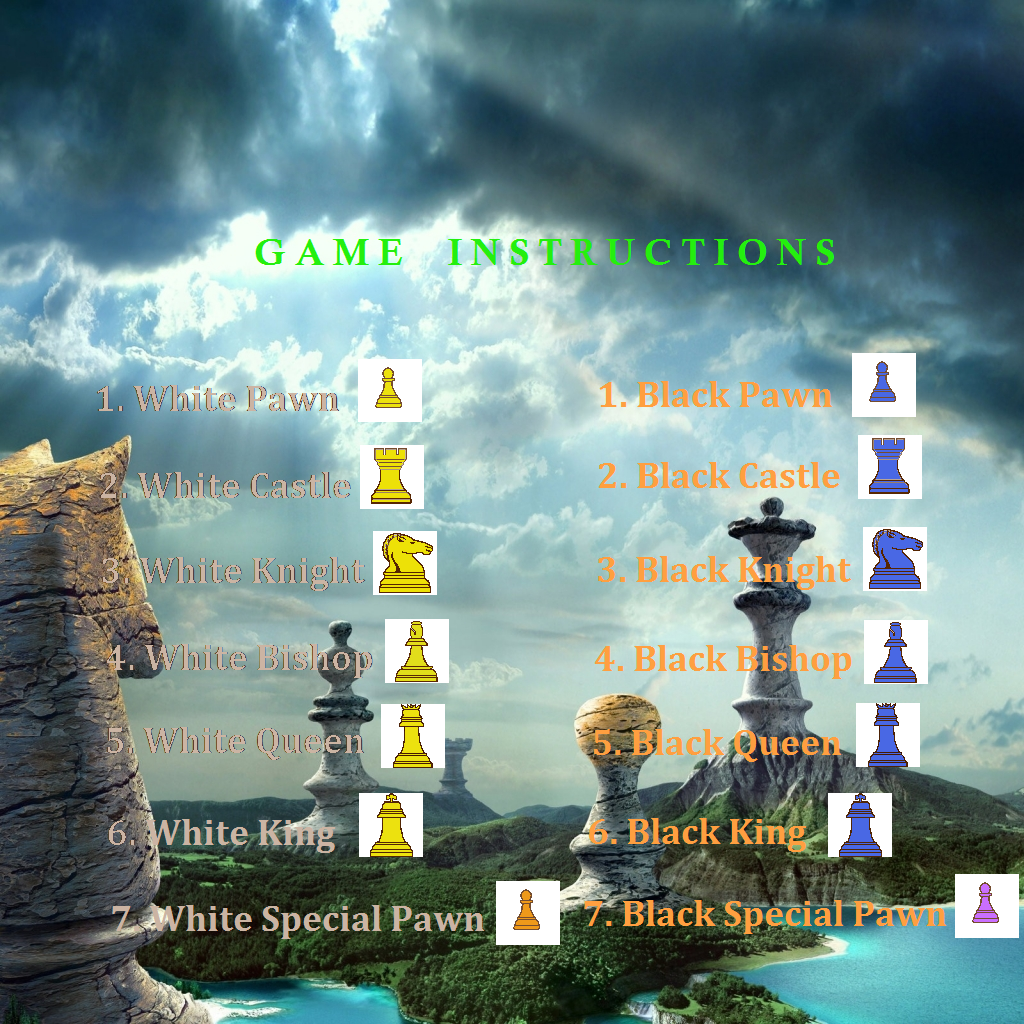 GAME INSTRUCTIONS
1. White Pawn
2. White Castle
3. White Knight
4. White Bishop
5. White Queen
6. White King
7. White Special Pawn
1. Black Pawn
2. Black Castle
3. Black Knight
4. Black Bishop
5. Black Queen
6. Black King
7. Black Special Pawn